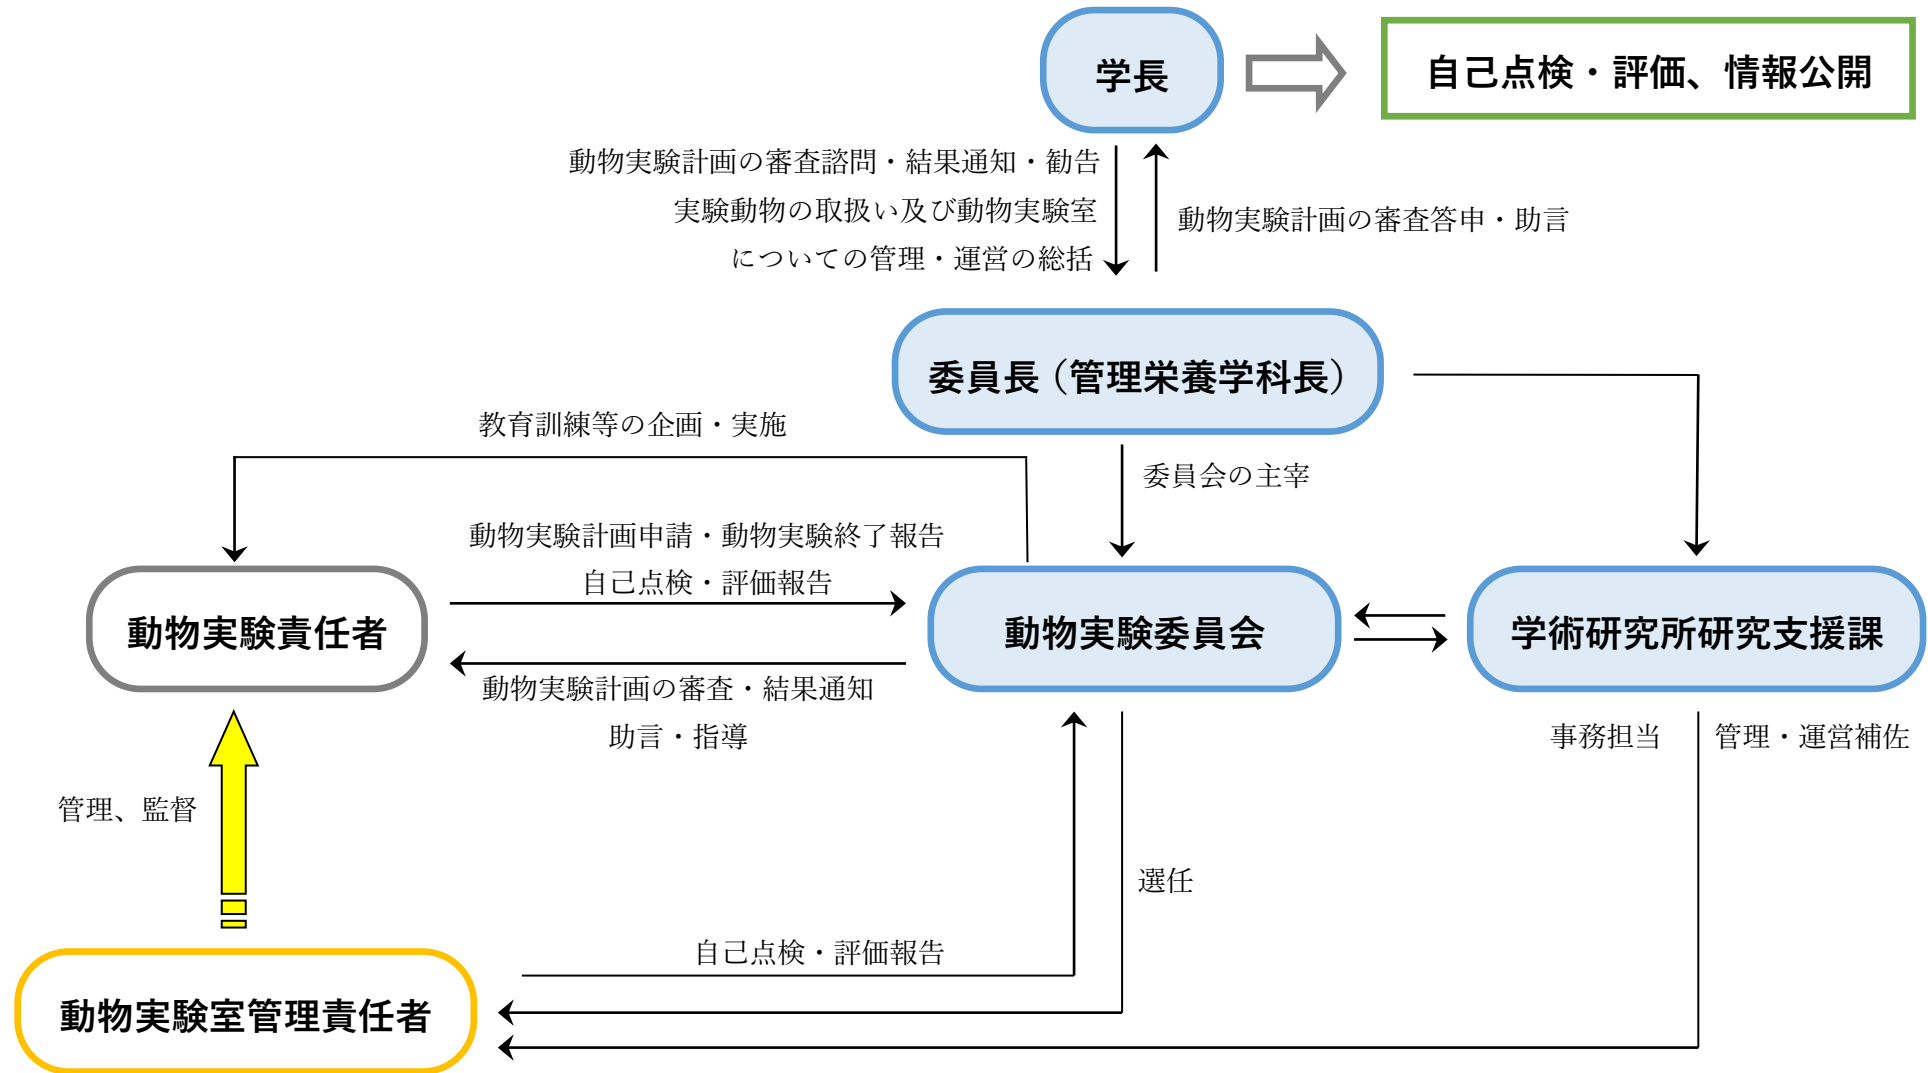 学長
自己点検・評価、情報公開
動物実験計画の審査諮問・結果通知・勧告
実験動物の取扱い及び動物実験室
についての管理・運営の総括
動物実験計画の審査答申・助言
委員長（管理栄養学科長）
教育訓練等の企画・実施
委員会の主宰
動物実験計画申請・動物実験終了報告
自己点検・評価報告
動物実験責任者
動物実験委員会
学術研究所研究支援課
動物実験計画の審査・結果通知
助言・指導
事務担当
管理・運営補佐
管理、監督
選任
自己点検・評価報告
動物実験室管理責任者